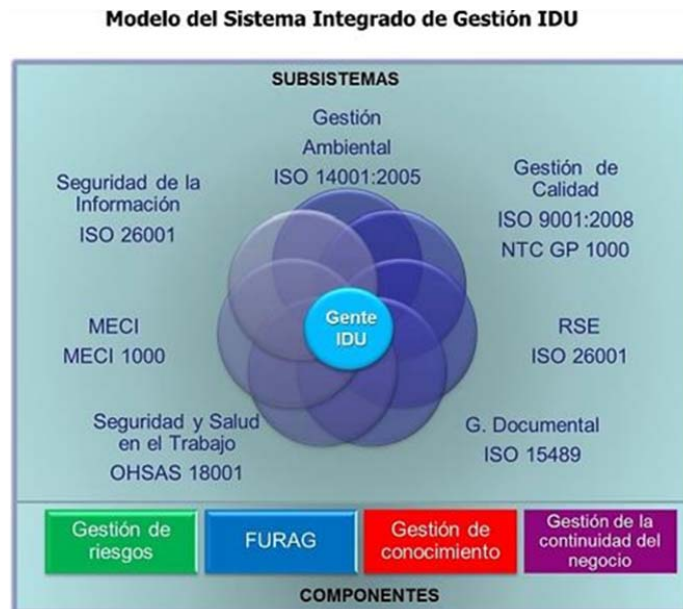 Modelo del Sistema Integrado de Gestión IDU
SUBSISTEMAS
Gestión
Ambiental
ISO 14001:2005
Seguridad de la
Información
ISO 26001
Gestión de
Calidad
ISO 9001:2008
NTC GP 1000
Gente
IDU
MECI
MECI 1000
RSE
ISO 26001
Seguridad y Salud
en el Trabajo
OHSAS 18001
G. Documental
ISO 15489
Gestión de
riesgos
FURAG
Gestión de
conocimiento
Gestión de la
continuidad del
negocio
COMPONENTES